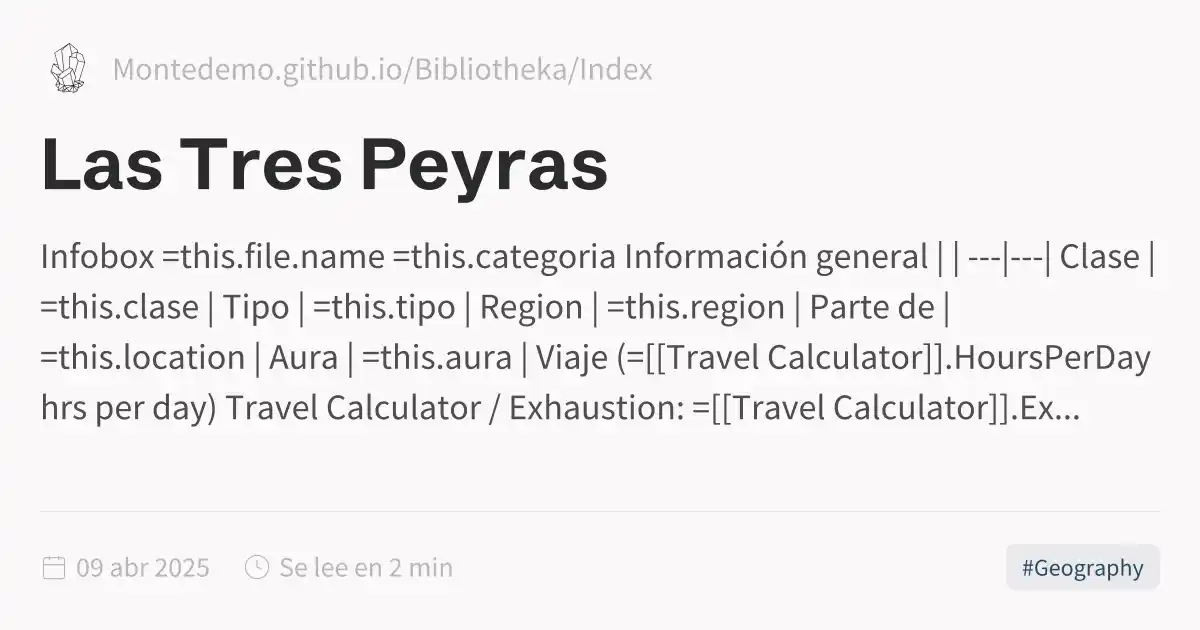 Montedemo.github.io/Bibliotheka/Index
Las Tres Peyras
Infobox =this.file.name =this.categoria Información general | | ---|---| Clase |
=this.clase | Tipo | =this.tipo | Region | =this.region | Parte de |
=this.location | Aura | =this.aura | Viaje (=[[Travel Calculator]].HoursPerDay
hrs per day) Travel Calculator / Exhaustion: =[[Travel Calculator]].Ex...
09 abr 2025
Se lee en 2 min
#Geography